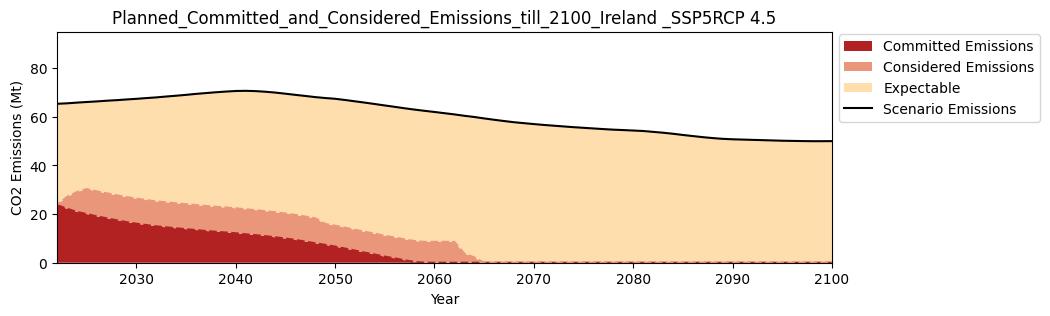 Planned_Committed_and_Considered_Emissions_till_2100_Ireland _SSP5RCP 4.5
Committed Emissions
Considered Emissions
Expectable
Scenario Emissions
CO2 Emissions (Mt)
80
60
40
20
0
2030 2040 2050 2060 2070 2080 2090 2100
Year